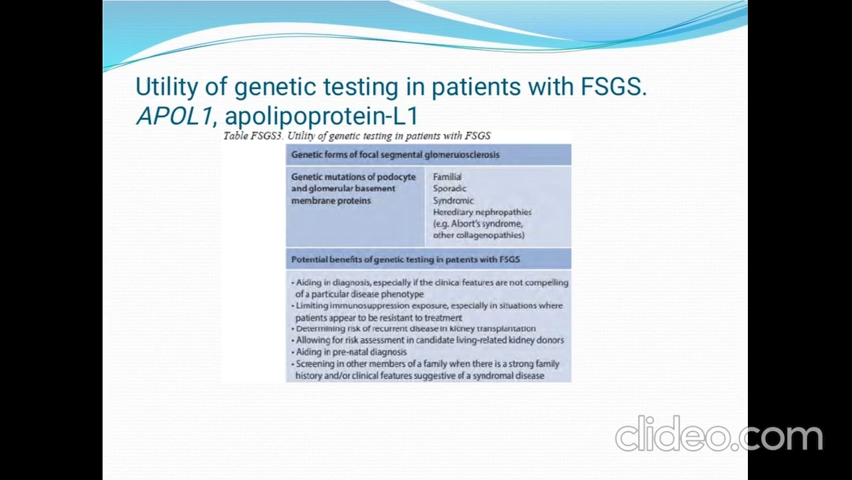 Utility of genetic testing in patients with FSGS.
APOL1, apolipoprotein-L1
Table FSGS3. Utility of genetic testing in patients with FSGS
Genetic forms of focal segmental glomerulosclerosis
Genetic mutations of podocyte
and glomerular basement
membrane proteins
Familial
Sporadic
Syndromic
Hereditary nephropathies
(e.g. Alport's syndrome,
other collagenopathies)
Potential benefits of genetic testing in patients with FSGS
• Aiding in diagnosis, especially if the clinical features are not compelling
of a particular disease phenotype
• Limiting immunosuppression exposure, especially in situations where
patients appear to be resistant to treatment
• Determining risk of recurrent disease in kidney transplantation
• Allowing for risk assessment in candidate living-related kidney donors
• Aiding in pre-natal diagnosis
• Screening in other members of a family when there is a strong family
history and/or clinical features suggestive of a syndromal disease
clideo.com